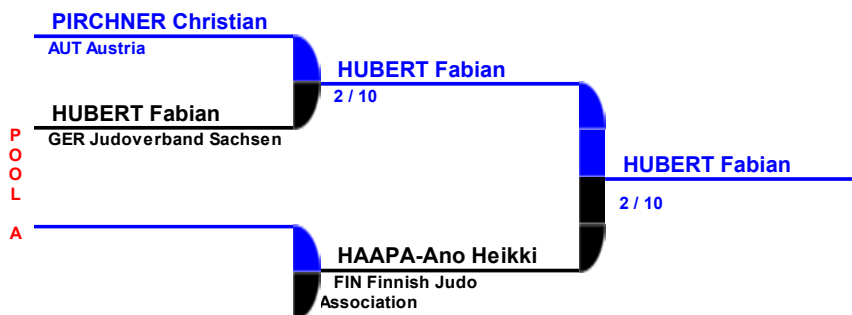 PIRCHNER Christian
AUT Austria
HUBERT Fabian
2 / 10
HUBERT Fabian
GER Judoverband Sachsen
POOL A
HUBERT Fabian
2 / 10
HAAPA-Ano Heikki
FIN Finnish Judo
Association